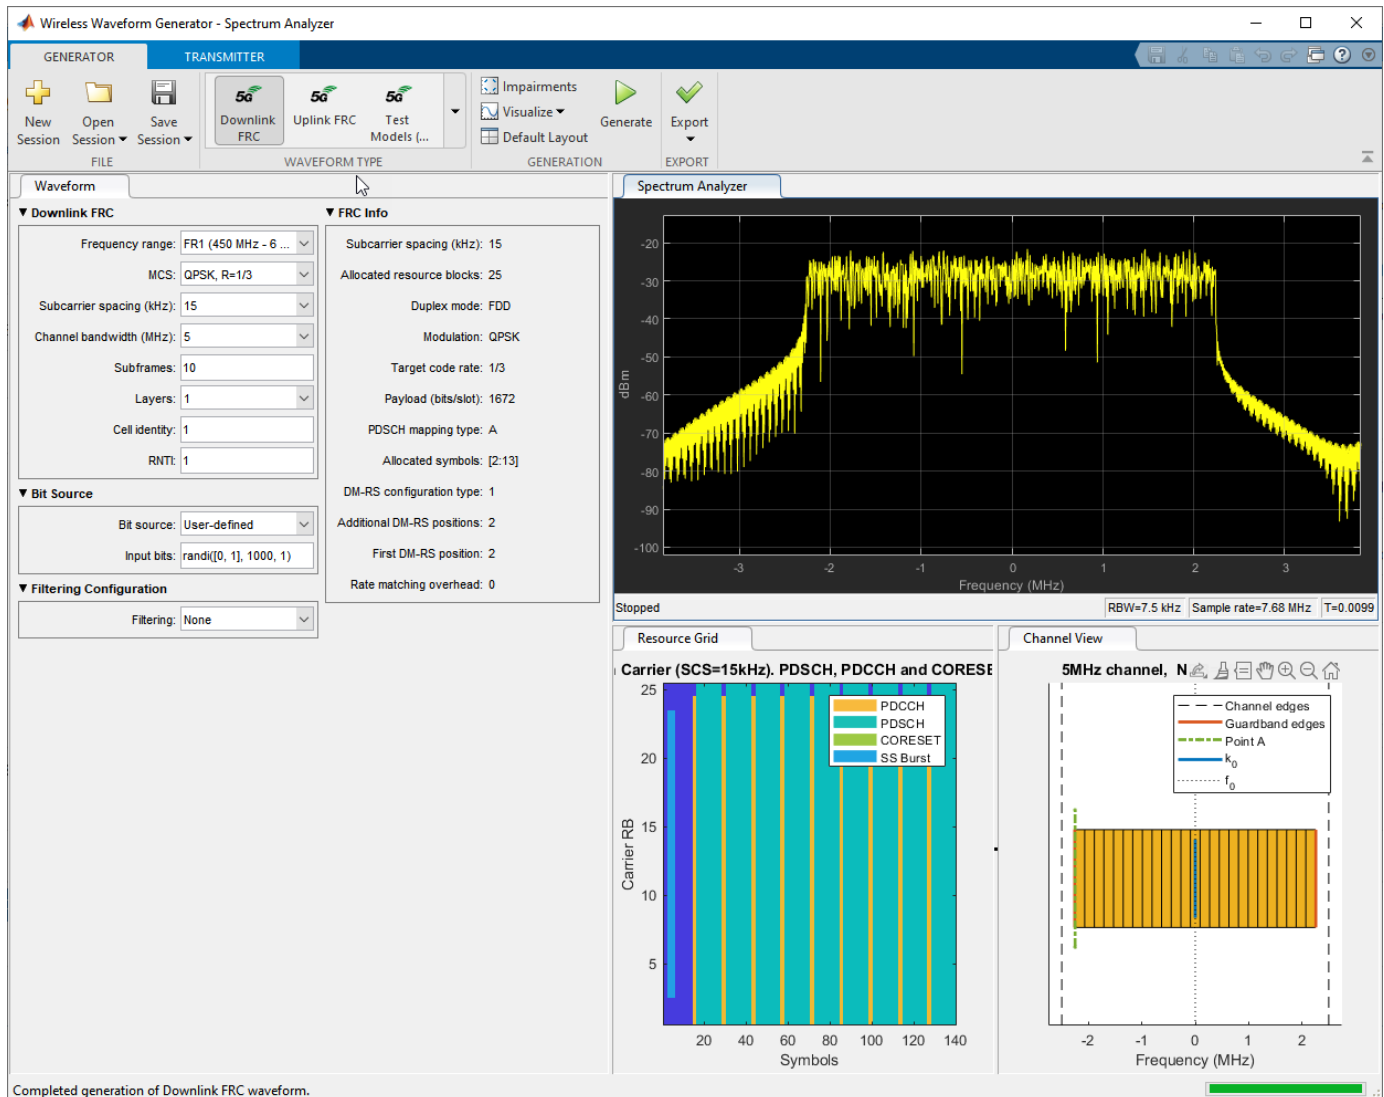 Wireless Waveform Generator - Spectrum Analyzer
GENERATOR TRANSMITTER
New Session
Open Session
Save Session
FILE
5G Downlink FRC
5G Uplink FRC
5G Test Models (...
WAVEFORM TYPE
Impairments
Visualize
Default Layout
Generate
GENERATION
Export
EXPORT
Waveform
Downlink FRC
Frequency range: FR1 (450 MHz - 6 ...
MCS: QPSK, R=1/3
Subcarrier spacing (kHz): 15
Channel bandwidth (MHz): 5
Subframes: 10
Layers: 1
Cell identity: 1
RNTI: 1
Bit Source
Bit source: User-defined
Input bits: randi([0, 1], 1000, 1)
Filtering Configuration
Filtering: None
FRC Info
Subcarrier spacing (kHz): 15
Allocated resource blocks: 25
Duplex mode: FDD
Modulation: QPSK
Target code rate: 1/3
Payload (bits/slot): 1672
PDSCH mapping type: A
Allocated symbols: [2:13]
DM-RS configuration type: 1
Additional DM-RS positions: 2
First DM-RS position: 2
Rate matching overhead: 0
Spectrum Analyzer
dBm
-20
-30
-40
-50
-60
-70
-80
-90
-100
-3 -2 -1 0 1 2 3
Frequency (MHz)
Stopped RBW=7.5 kHz Sample rate=7.68 MHz T=0.0099
Resource Grid
Carrier (SCS=15kHz). PDSCH, PDCCH and CORESE
PDCCH
PDSCH
CORESET
SS Burst
Carrier RB
25
20
15
10
5
20 40 60 80 100 120 140
Symbols
Channel View
5MHz channel, N
Channel edges
Guardband edges
Point A
k0
f0
-2 -1 0 1 2
Frequency (MHz)
Completed generation of Downlink FRC waveform.